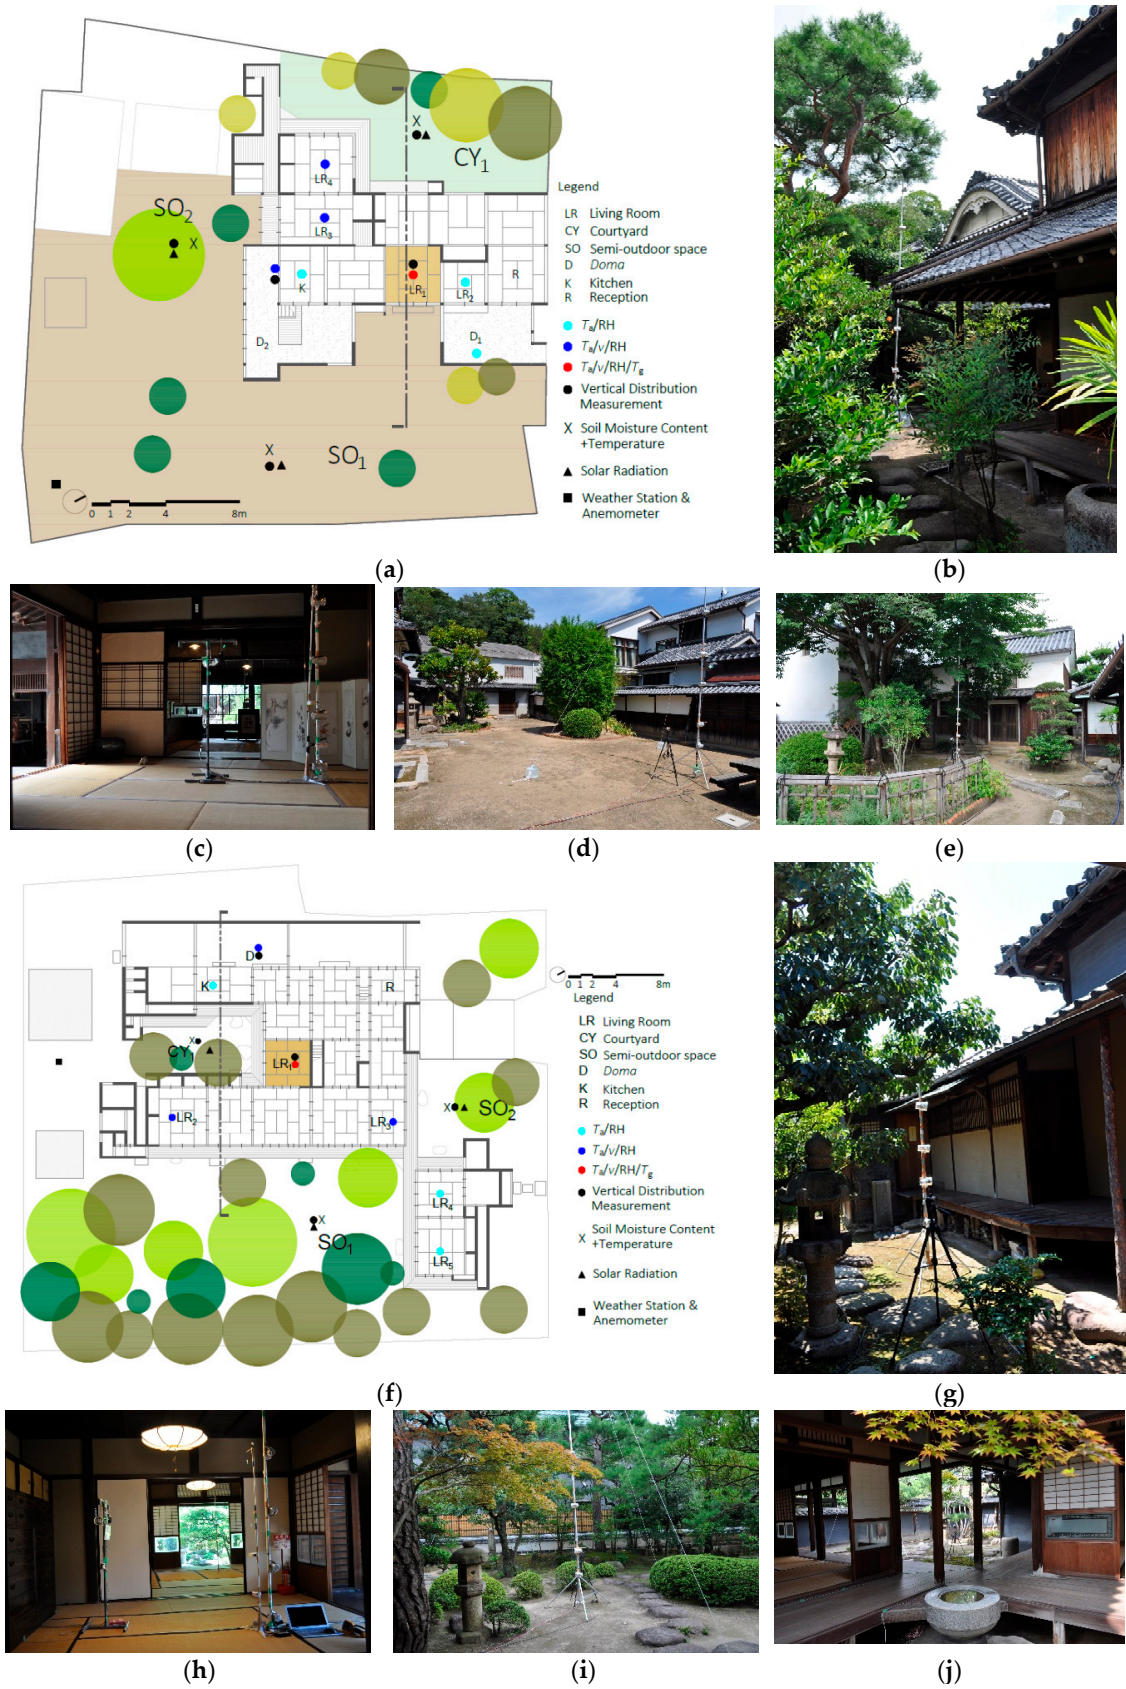 CY1
X
SO2
X
LR4
LR3
K
LR1
LR2
R
D2
D1
X
SO1
0 1 2 4 8m
Legend
LR Living Room
CY Courtyard
SO Semi-outdoor space
D Doma
K Kitchen
R Reception
Ta/RH
Ta/v/RH
Ta/v/RH/Tg
Vertical Distribution
Measurement
X Soil Moisture Content
+Temperature
Solar Radiation
Weather Station &
Anemometer
(a)
(b)
(c)
(d)
(e)
D
K
R
X
CY1
LR1
LR2
LR3
X
SO2
LR4
X
SO1
LR5
0 1 2 4 8m
Legend
LR Living Room
CY Courtyard
SO Semi-outdoor space
D Doma
K Kitchen
R Reception
Ta/RH
Ta/v/RH
Ta/v/RH/Tg
Vertical Distribution
Measurement
X Soil Moisture Content
+Temperature
Solar Radiation
Weather Station &
Anemometer
(f)
(g)
(h)
(i)
(j)